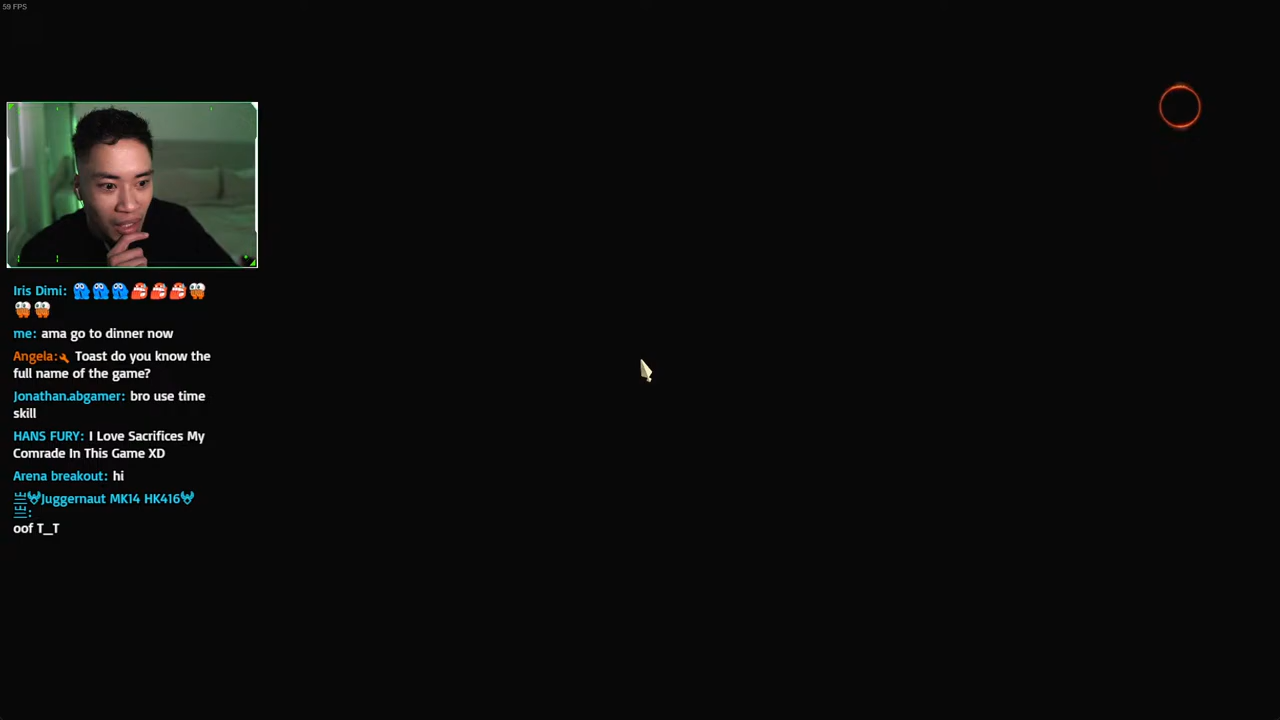 59 FPS
Iris Dimi:
me: ama go to dinner now
Angela: Toast do you know the
full name of the game?
Jonathan.abgamer: bro use time
skill
HANS FURY: I Love Sacrifices My
Comrade In This Game XD
Arena breakout: hi
Juggernaut MK14 HK416
:
oof T_T